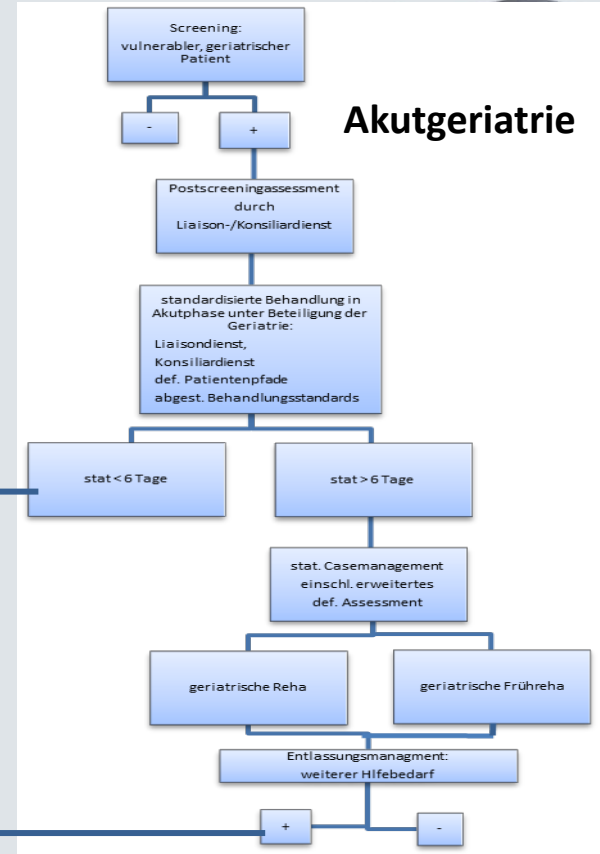 Screening:
vulnerabler, geriatrischer
Patient
-
+
Akutgeriatrie
Postscreeningassessment
durch
Liaison-/Konsiliardienst
standardisierte Behandlung in
Akutphase unter Beteiligung der
Geriatrie:
Liaisondienst,
Konsiliardienst
def. Patientenpfade
abgest. Behandlungsstandards
stat < 6 Tage
stat > 6 Tage
stat. Casemanagement
einschl. erweitertes
def. Assessment
geriatrische Reha
geriatrische Frühreha
Entlassungsmanagment:
weiterer Hlfebedarf
+
-